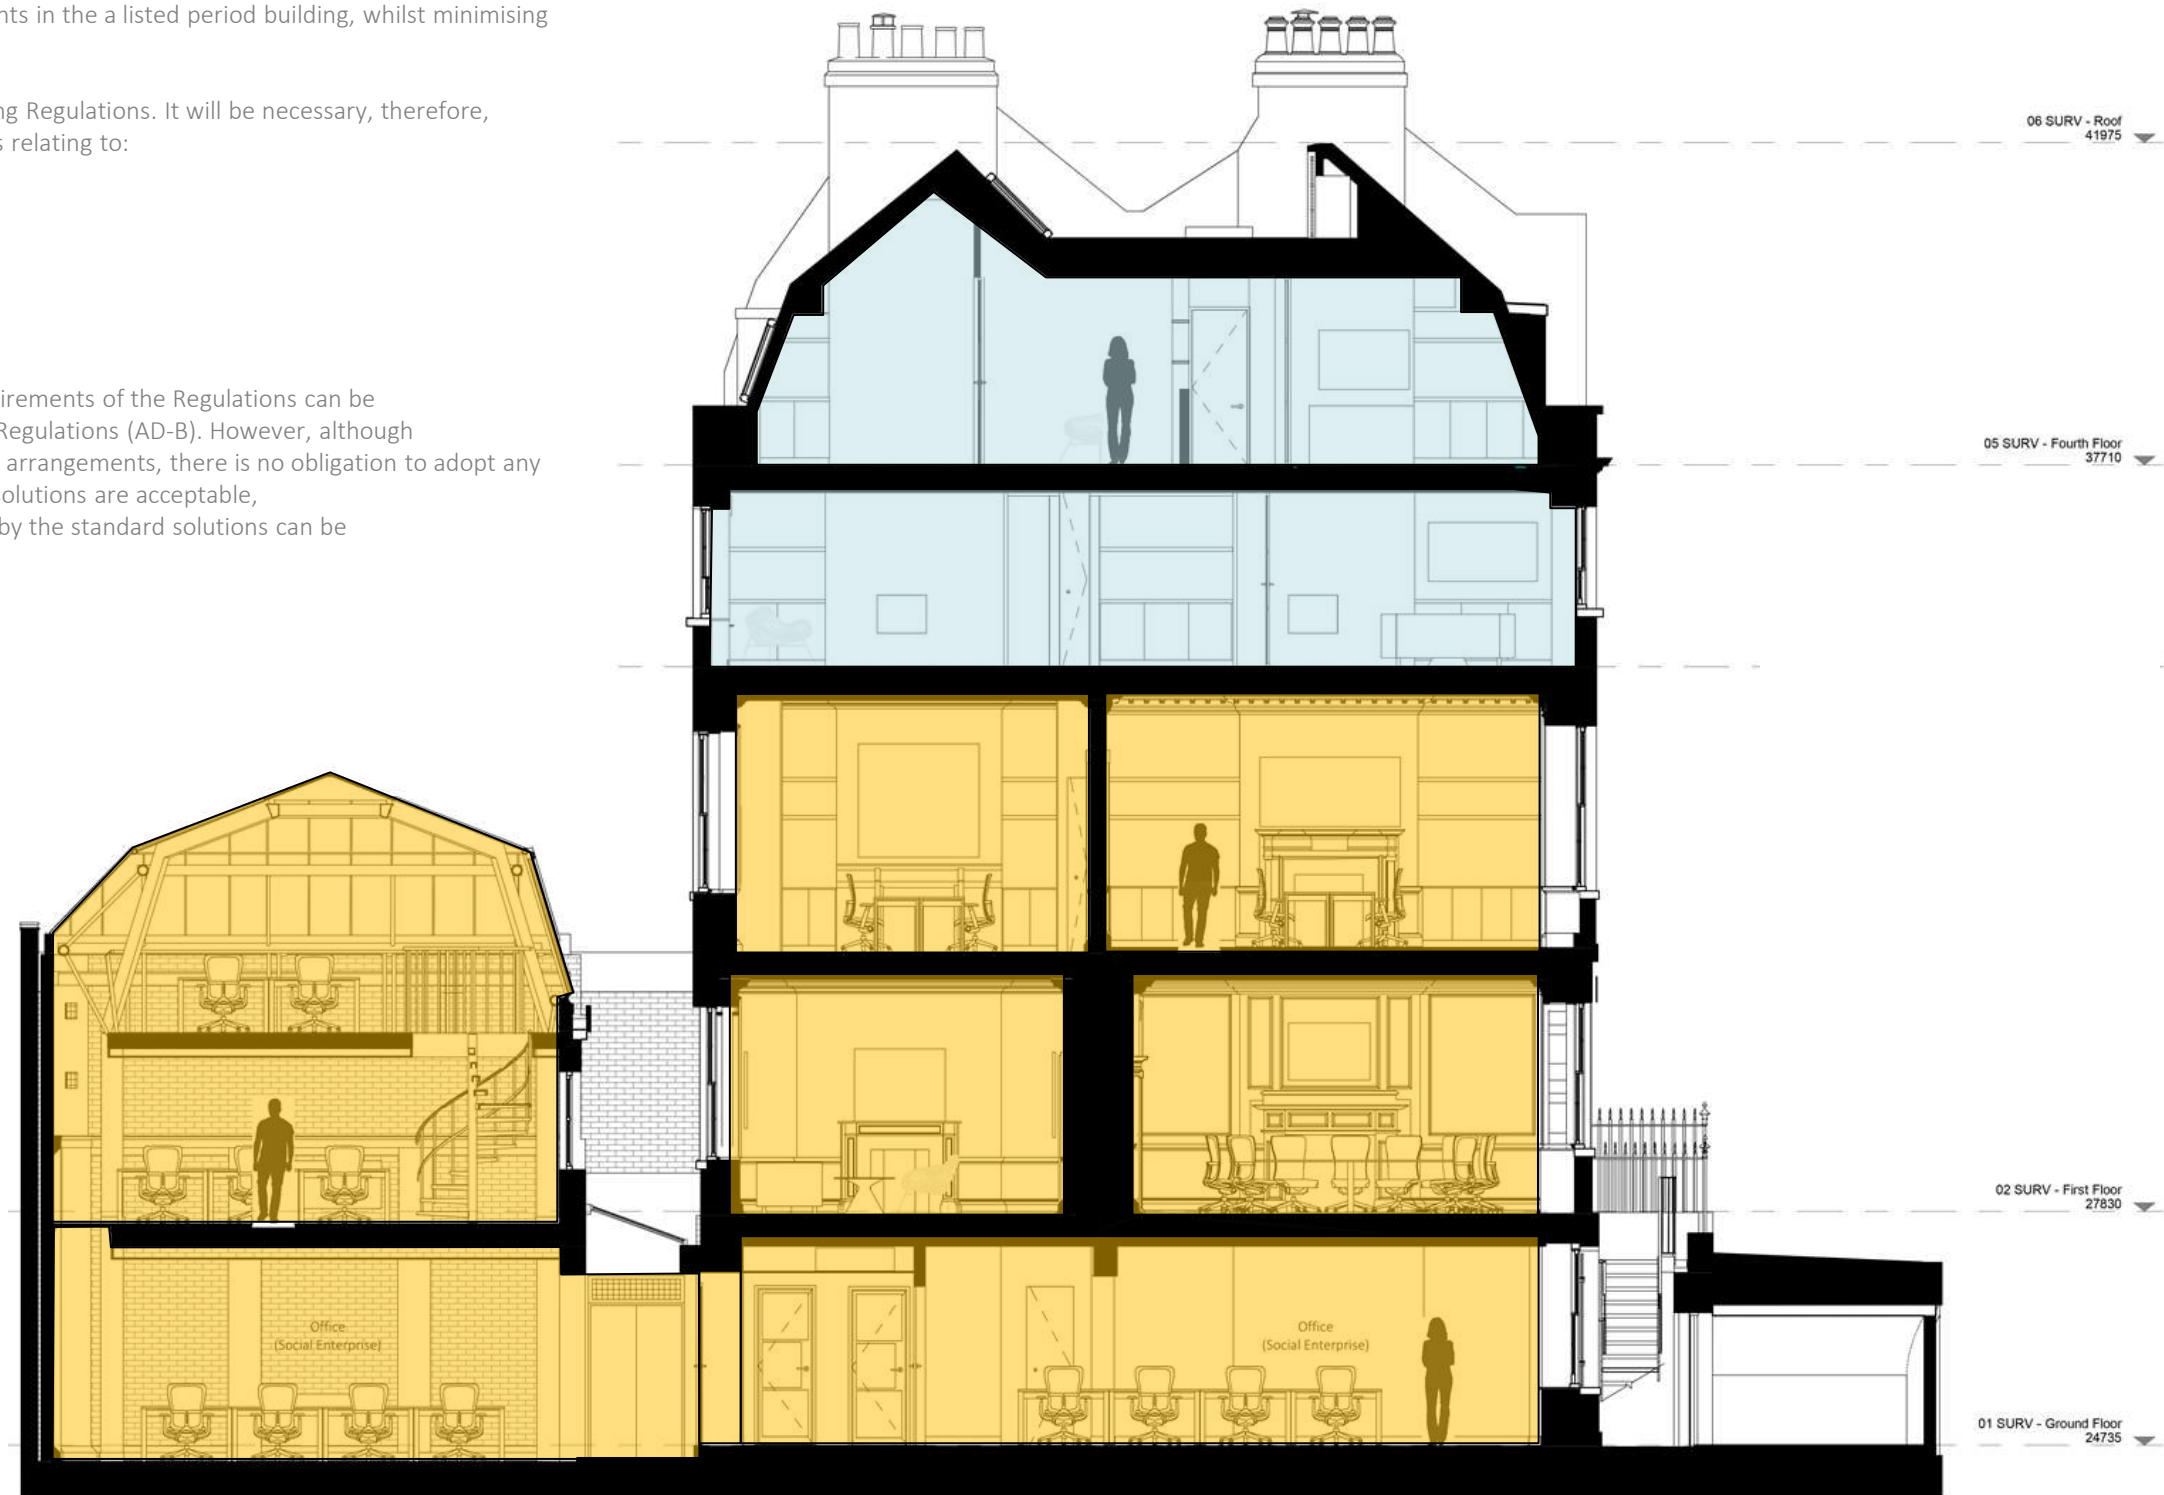 nts in the a listed period building, whilst minimising
ng Regulations. It will be necessary, therefore,
s relating to:
irements of the Regulations can be
Regulations (AD-B). However, although
arrangements, there is no obligation to adopt any
solutions are acceptable,
by the standard solutions can be
06 SURV - Roof
41975
05 SURV - Fourth Floor
37710
02 SURV - First Floor
27830
Office
(Social Enterprise)
Office
(Social Enterprise)
01 SURV - Ground Floor
24735